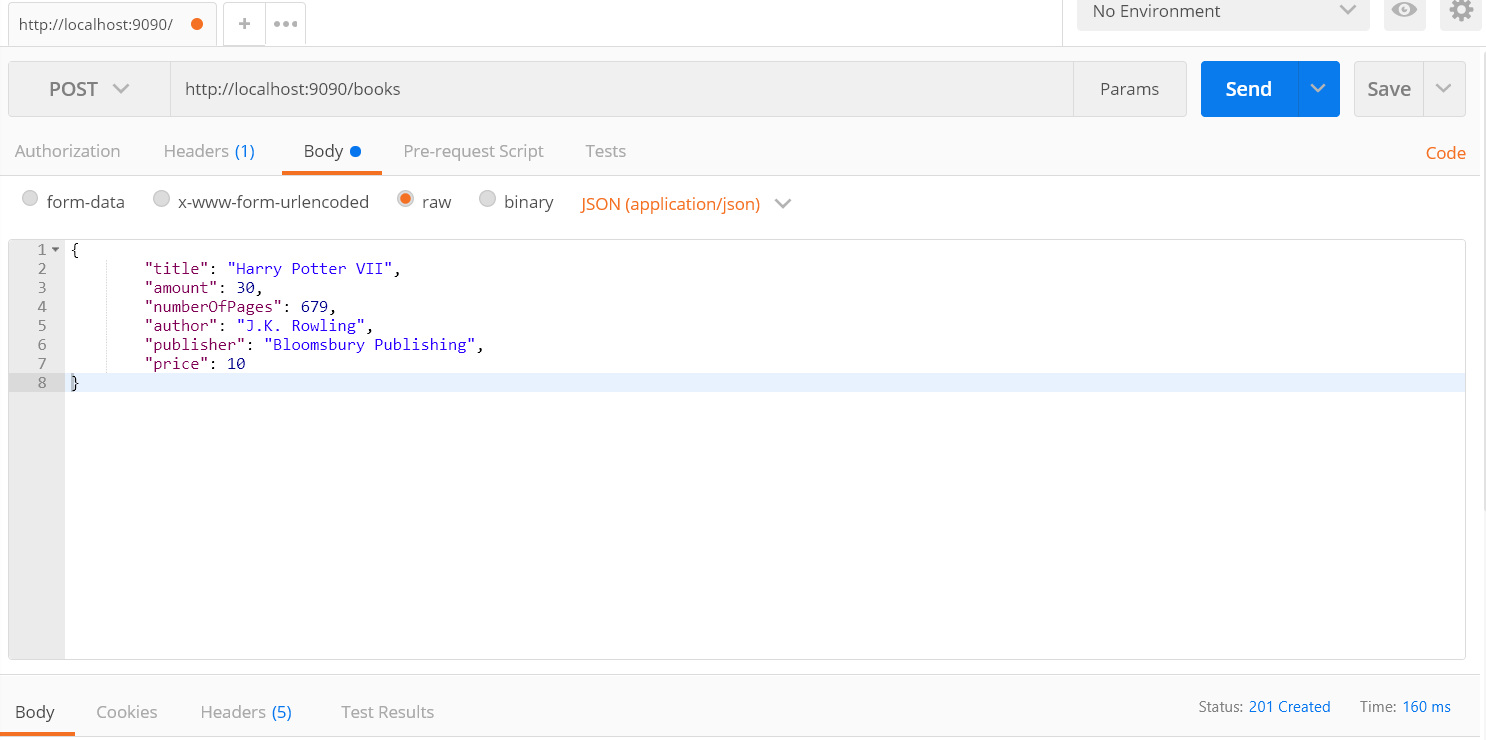 http://localhost:9090/ + ••• No Environment
POST http://localhost:9090/books Params Send Save
Authorization Headers (1) Body Pre-request Script Tests Code
form-data x-www-form-urlencoded raw binary JSON (application/json)
1 {
2 "title": "Harry Potter VII",
3 "amount": 30,
4 "numberOfPages": 679,
5 "author": "J.K. Rowling",
6 "publisher": "Bloomsbury Publishing",
7 "price": 10
8 }
Body Cookies Headers (5) Test Results Status: 201 Created Time: 160 ms